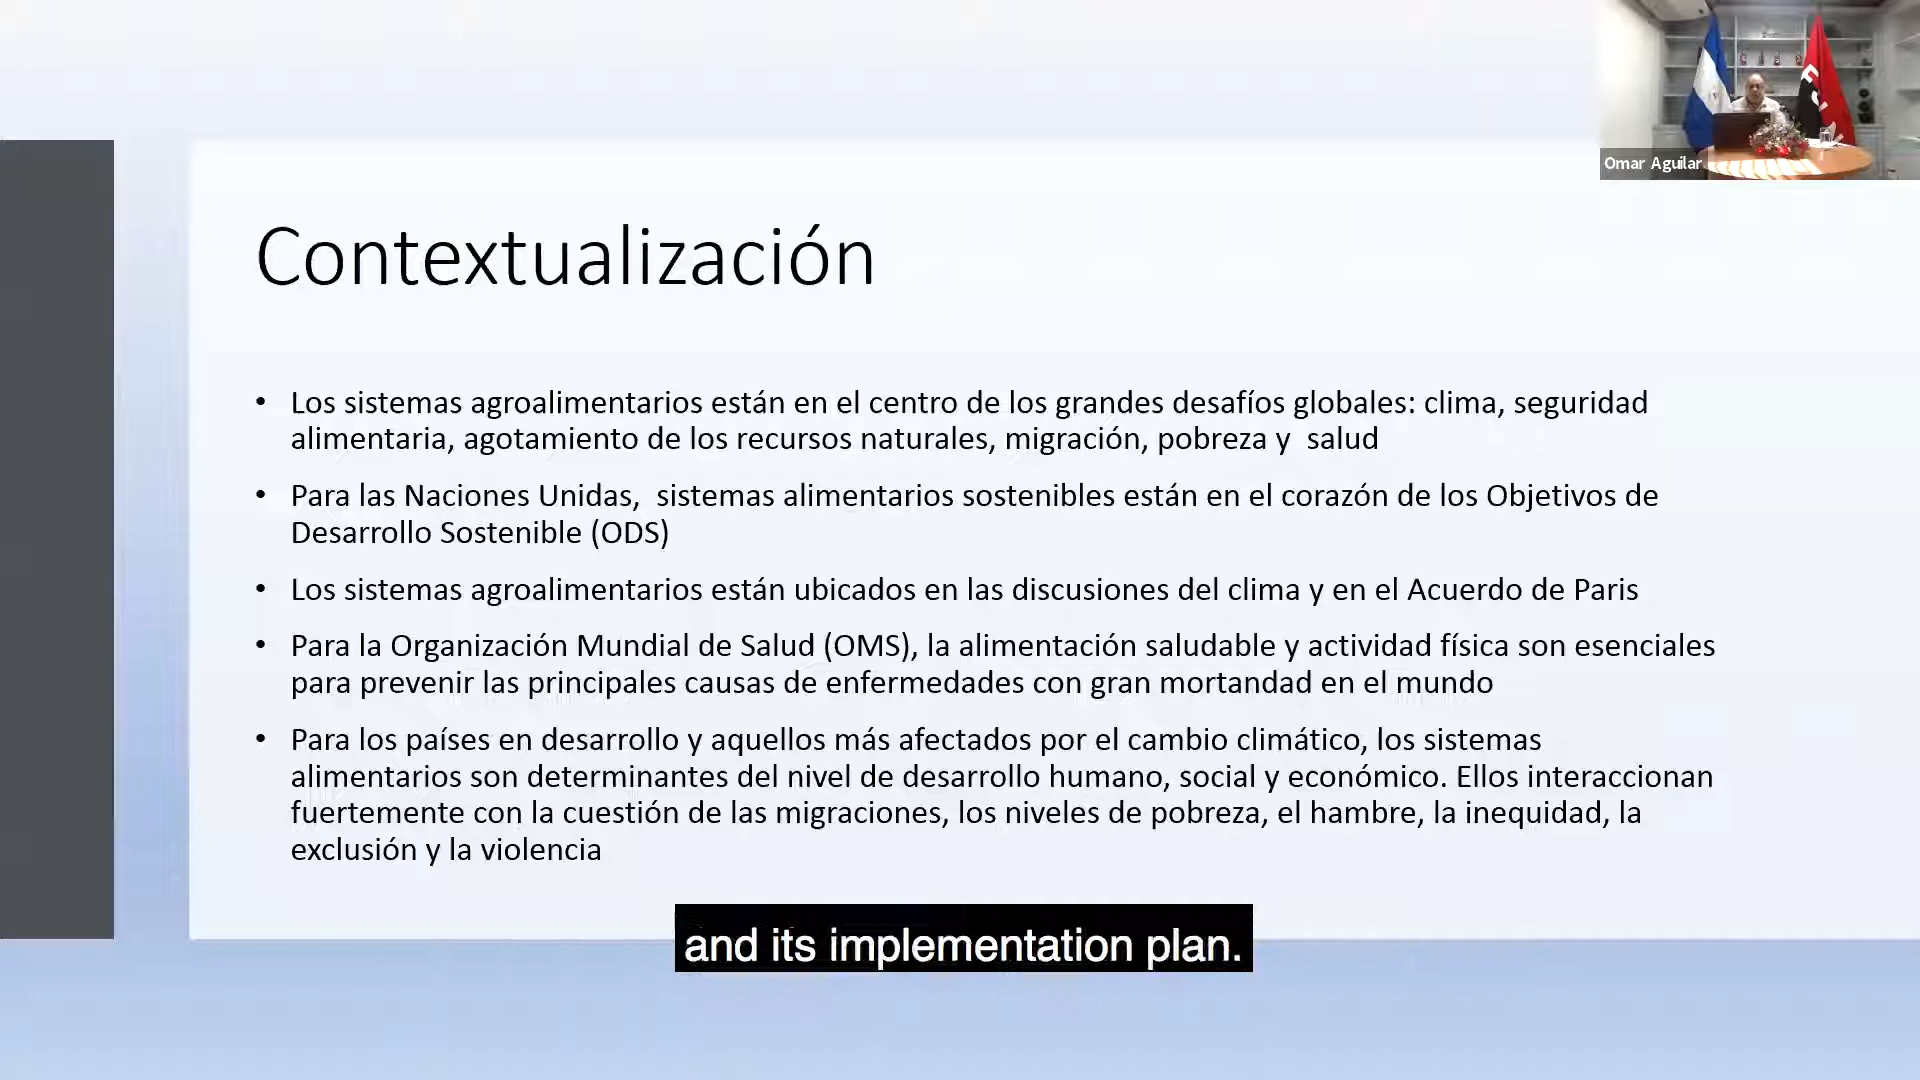 Omar Aguilar
Contextualización
• Los sistemas agroalimentarios están en el centro de los grandes desafíos globales: clima, seguridad
alimentaria, agotamiento de los recursos naturales, migración, pobreza y salud
• Para las Naciones Unidas, sistemas alimentarios sostenibles están en el corazón de los Objetivos de
Desarrollo Sostenible (ODS)
• Los sistemas agroalimentarios están ubicados en las discusiones del clima y en el Acuerdo de Paris
• Para la Organización Mundial de Salud (OMS), la alimentación saludable y actividad física son esenciales
para prevenir las principales causas de enfermedades con gran mortandad en el mundo
• Para los países en desarrollo y aquellos más afectados por el cambio climático, los sistemas
alimentarios son determinantes del nivel de desarrollo humano, social y económico. Ellos interaccionan
fuertemente con la cuestión de las migraciones, los niveles de pobreza, el hambre, la inequidad, la
exclusión y la violencia
and its implementation plan.